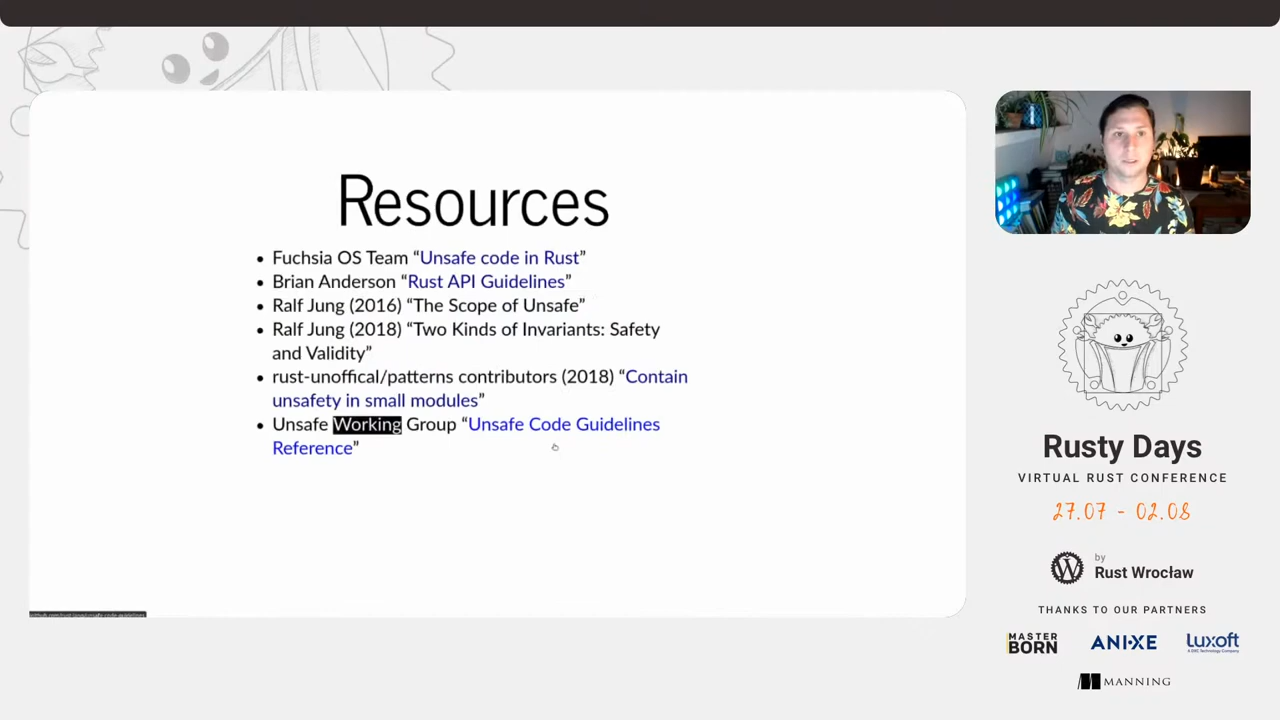 Resources
• Fuchsia OS Team “Unsafe code in Rust”
• Brian Anderson “Rust API Guidelines”
• Ralf Jung (2016) “The Scope of Unsafe”
• Ralf Jung (2018) “Two Kinds of Invariants: Safety
and Validity”
• rust-unoffical/patterns contributors (2018) “Contain
unsafety in small modules”
• Unsafe Working Group “Unsafe Code Guidelines
Reference”
Rusty Days
VIRTUAL RUST CONFERENCE
27.07 - 02.08
by
Rust Wrocław
THANKS TO OUR PARTNERS
MASTER
BORN
ANIXE
luxoft
A DXC Technology Company
MANNING